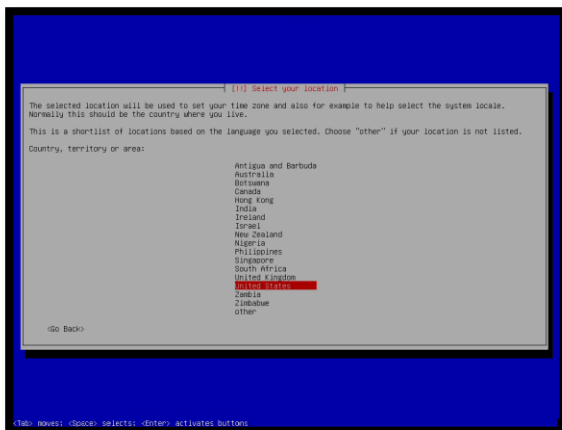 [!!] Select your location
The selected location will be used to set your time zone and also for example to help select the system locale.
Normally this should be the country where you live.
This is a shortlist of locations based on the language you selected. Choose "other" if your location is not listed.
Country, territory or area:
Antigua and Barbuda
Australia
Botswana
Canada
Hong Kong
India
Ireland
Israel
New Zealand
Nigeria
Philippines
Singapore
South Africa
United Kingdom
United States
Zambia
Zimbabwe
other
<Go Back>
<Tab> moves; <Space> selects; <Enter> activates buttons